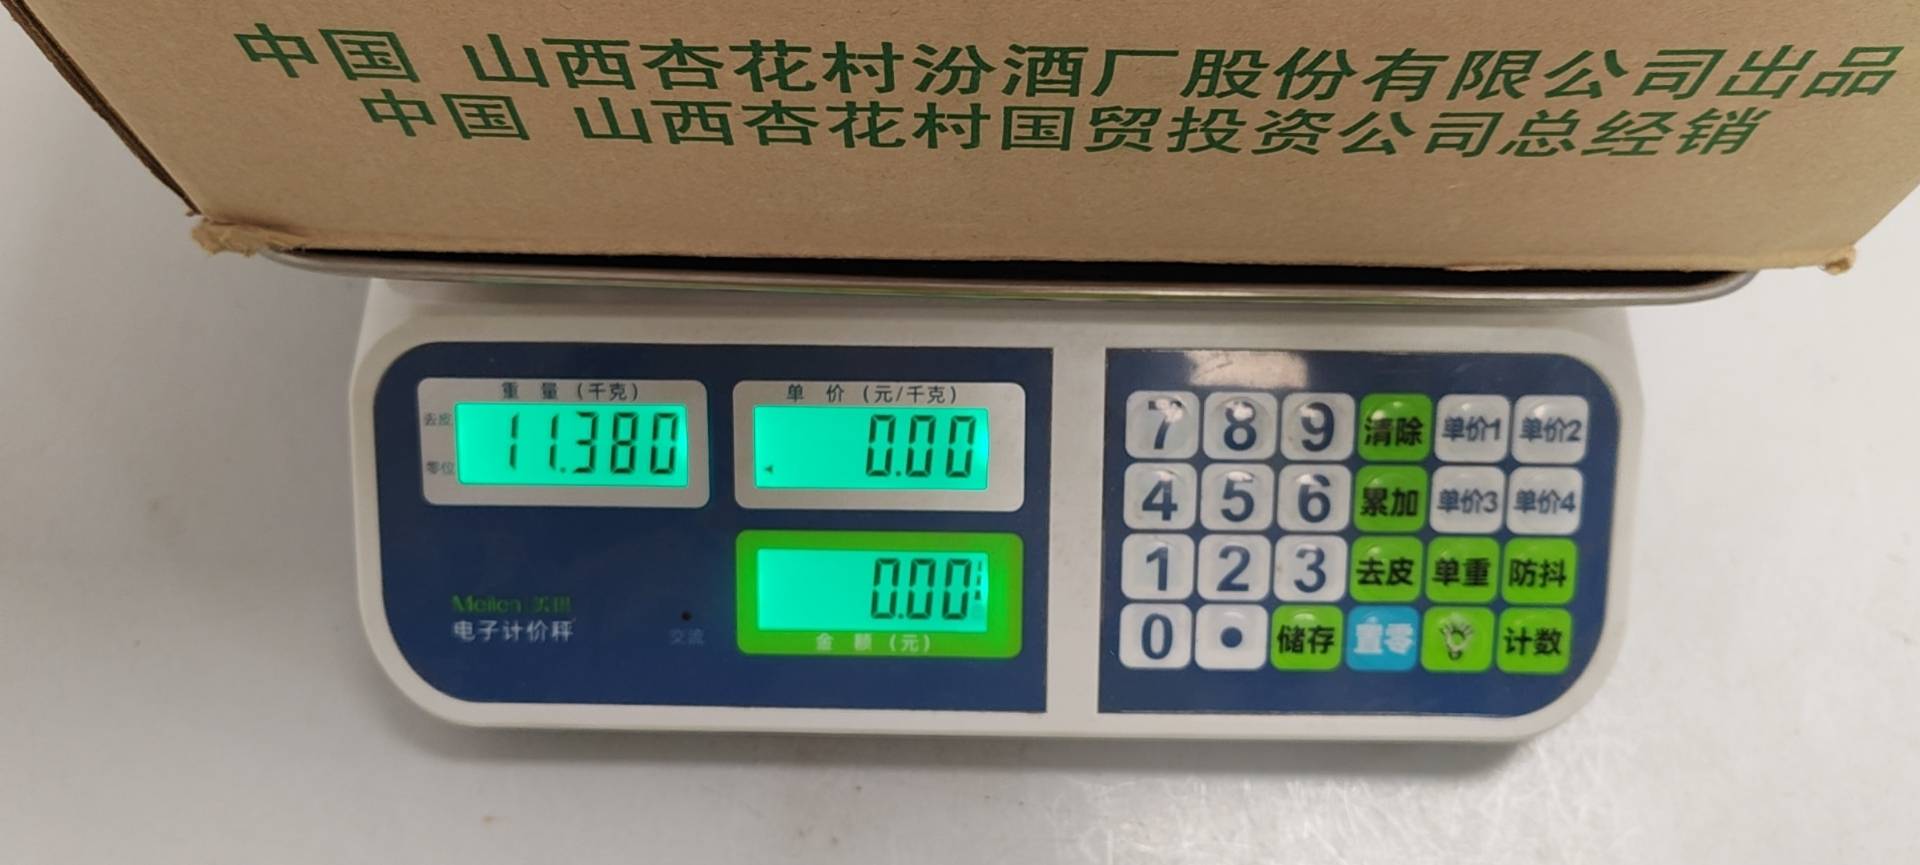 中国 山西杏花村汾酒厂股份有限公司出品
中国 山西杏花村国贸投资公司总经销
重 量 (千克)
去皮
零位
11.380
单 价 (元/千克)
0.00
0.00
金 额 (元)
Meilen
电子计价秤
交流
7 8 9 清除 单价1 单价2
4 5 6 累加 单价3 单价4
1 2 3 去皮 单重 防抖
0 • 储存 置零 计数